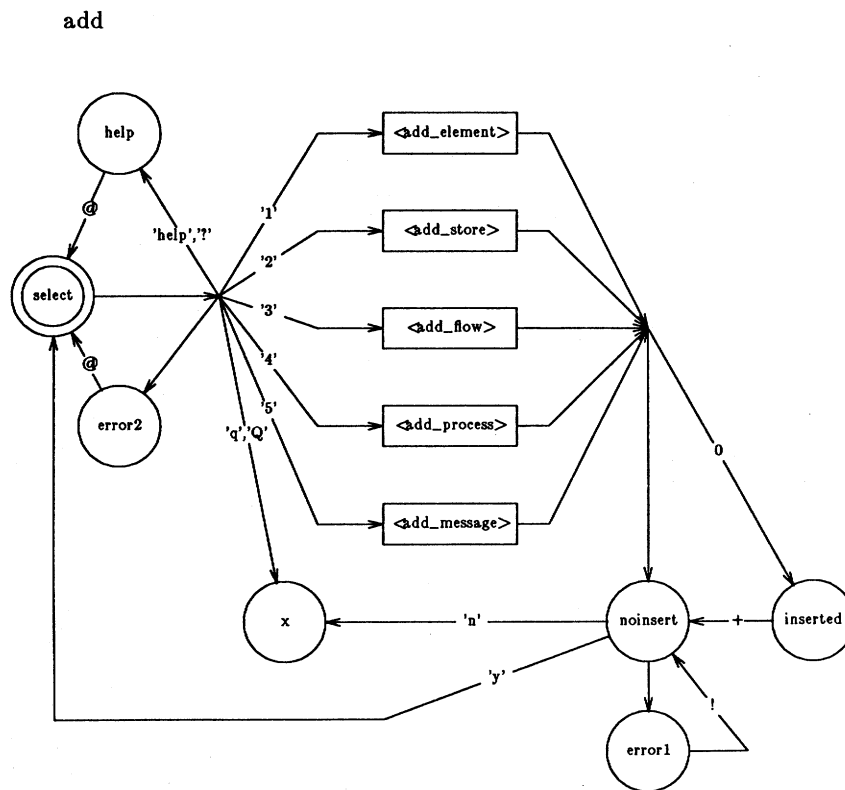 add
help
<add_element>
@
'1'
'help','?'
<add_store>
'2'
select
'3'
<add_flow>
@
'4'
error2
'5'
<add_process>
'q','Q'
0
<add_message>
x
'n'
noinsert
+
inserted
'y'
!
error1